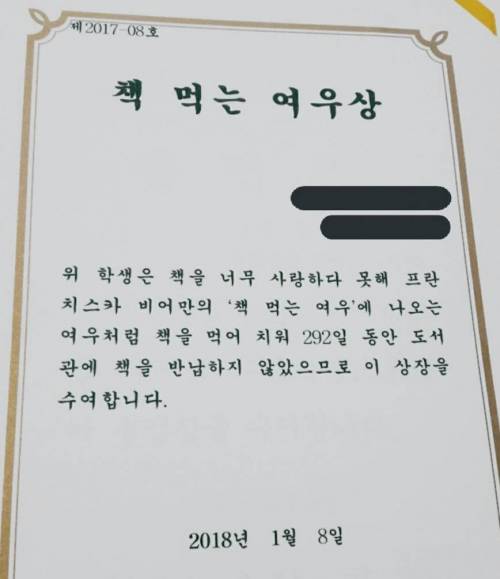 제2017-08호
책 먹는 여우상
위 학생은 책을 너무 사랑하다 못해 프란
치스카 비어만의 ‘책 먹는 여우’에 나오는
여우처럼 책을 먹어 치워 292일 동안 도서
관에 책을 반납하지 않았으므로 이 상장을
수여합니다.
2018년 1월 8일